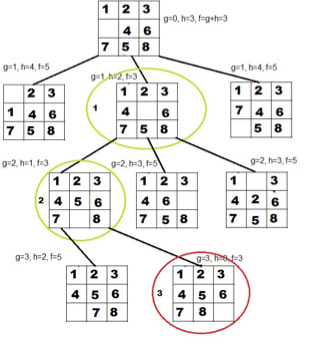 1 2 3
g=0, h=3, f=g+h=3
4 6
7 5 8
g=1, h=4, f=5
g=1, h=2, f=3
g=1, h=4, f=5
2 3
1 4 6
7 5 8
1
1 2 3
4 6
7 5 8
1 2 3
7 4 6
5 8
g=2, h=1, f=3
g=2, h=3, f=5
g=2, h=3, f=5
2
1 2 3
4 5 6
7 8
1 2 3
4 6
7 5 8
1 3
4 2 6
7 5 8
g=3, h=2, f=5
g=3, h=0, f=3
1 2 3
4 5 6
7 8
3
1 2 3
4 5 6
7 8